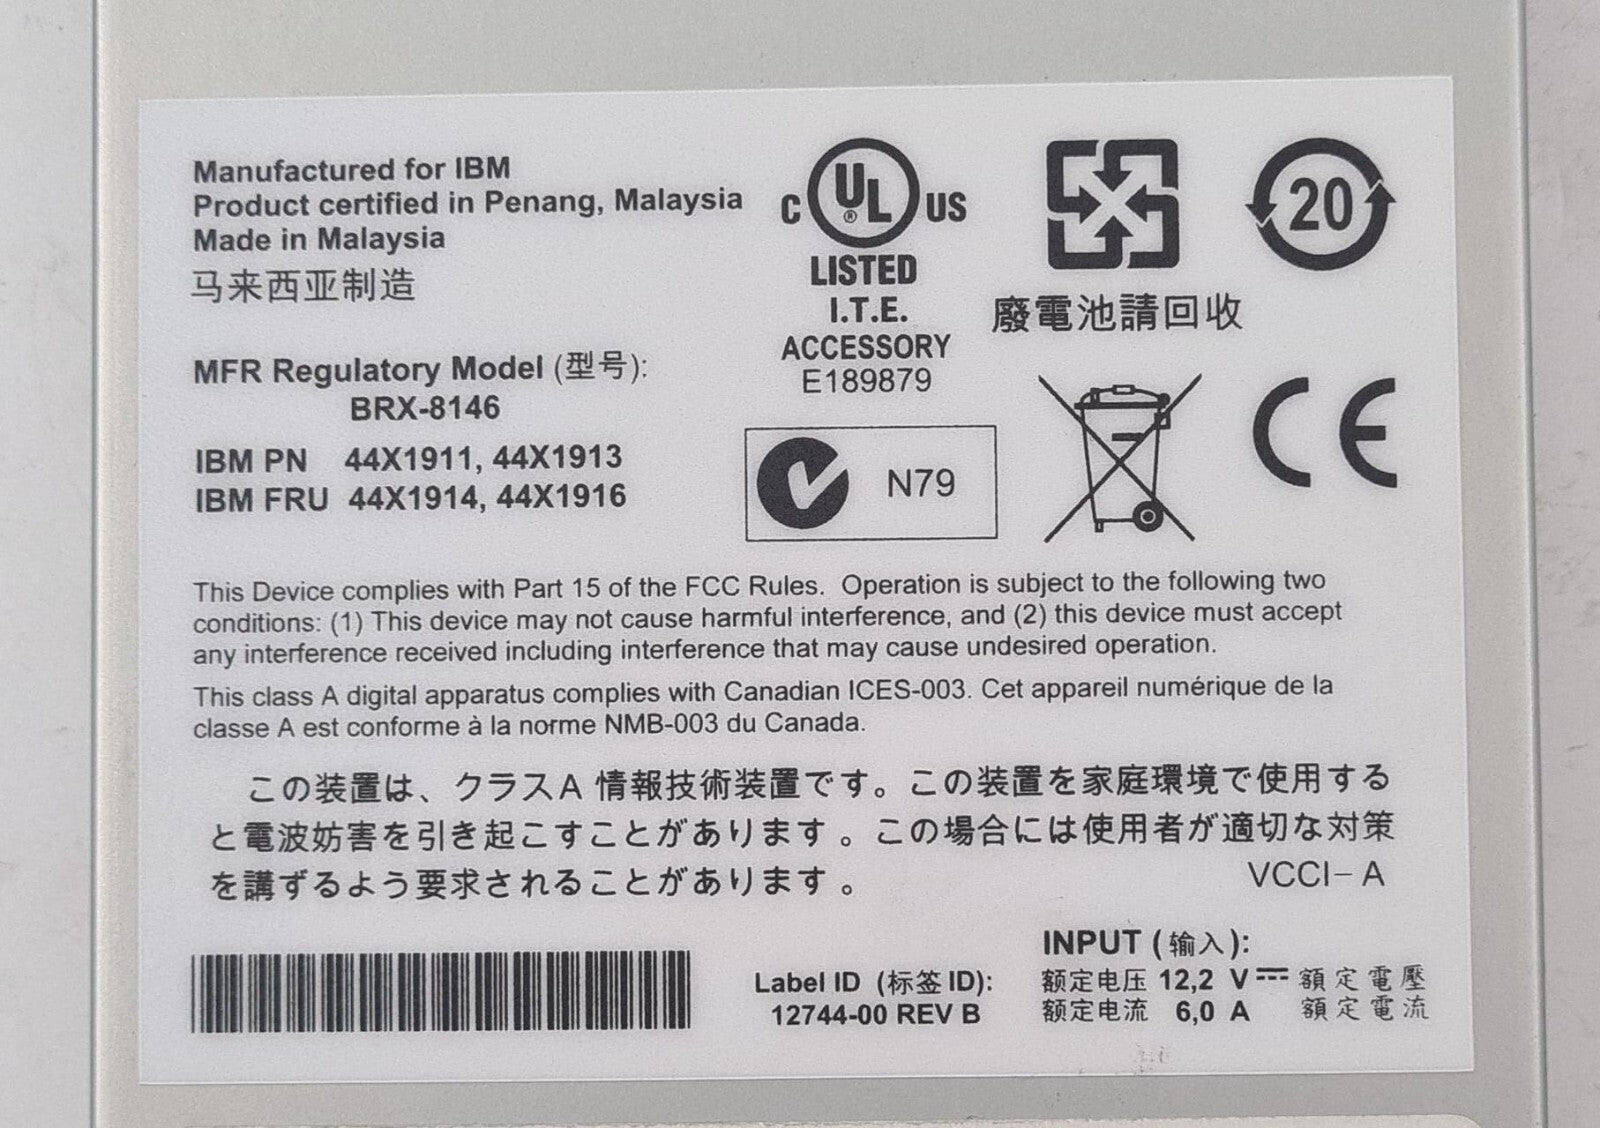 Manufactured for IBM
Product certified in Penang, Malaysia
Made in Malaysia
马来西亚制造
MFR Regulatory Model (型号):
BRX-8146
IBM PN 44X1911, 44X1913
IBM FRU 44X1914, 44X1916
C UL ® US
LISTED
I.T.E.
ACCESSORY
E189879
N79
廢電池請回收
20
CE
This Device complies with Part 15 of the FCC Rules. Operation is subject to the following two
conditions: (1) This device may not cause harmful interference, and (2) this device must accept
any interference received including interference that may cause undesired operation.
This class A digital apparatus complies with Canadian ICES-003. Cet appareil numérique de la
classe A est conforme à la norme NMB-003 du Canada.
この装置は、クラスA 情報技術装置です。この装置を家庭環境で使用する
と電波妨害を引き起こすことがあります。この場合には使用者が適切な対策
を講ずるよう要求されることがあります。
VCCI-A
Label ID (标签 ID):
12744-00 REV B
INPUT (输入):
额定电压 12,2 V⎓ 額定電壓
额定电流 6,0 A 額定電流